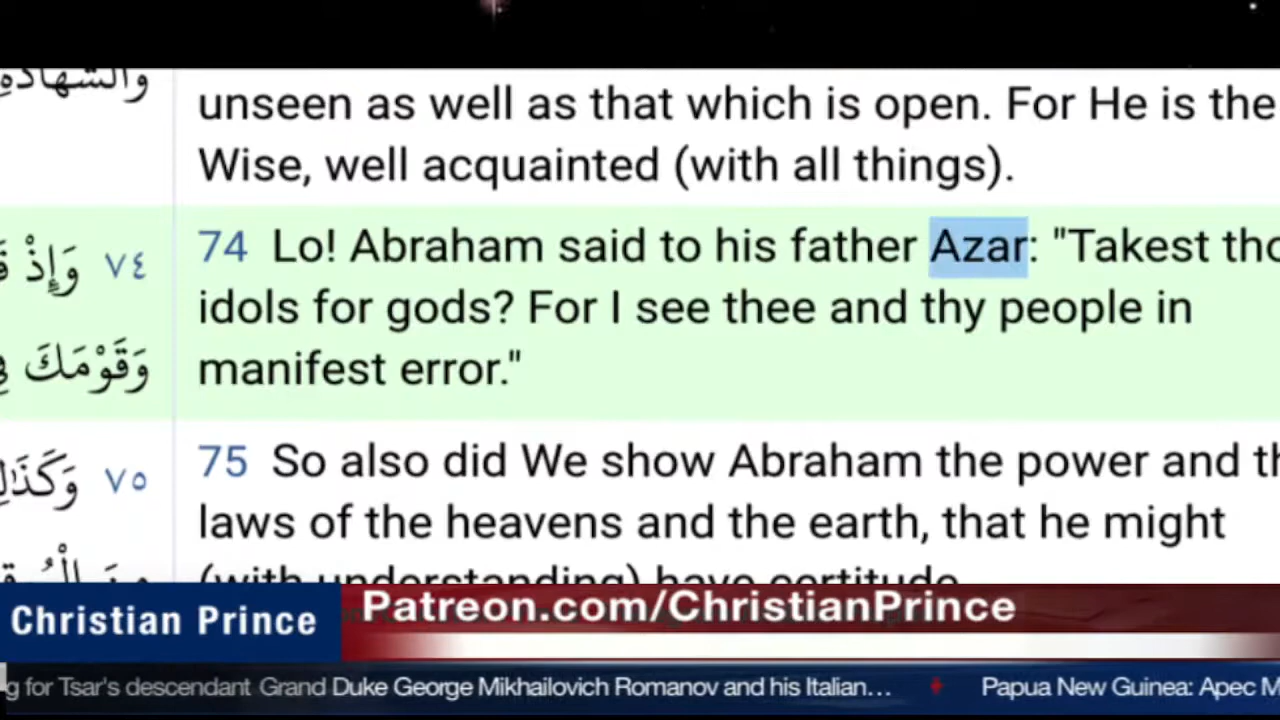 والشهادة
unseen as well as that which is open. For He is the
Wise, well acquainted (with all things).
٧٤ وَإِذْ
74 Lo! Abraham said to his father Azar: "Takest
idols for gods? For I see thee and thy people in
وَقَوْمَكَ
manifest error."
٧٥
75 So also did We show Abraham the power and
laws of the heavens and the earth, that he might
(with understanding) have certitude.
Christian Prince
Patreon.com/ChristianPrince
for Tsar's descendant Grand Duke George Mikhailovich Romanov and his Italian... Papua New Guinea: Apec